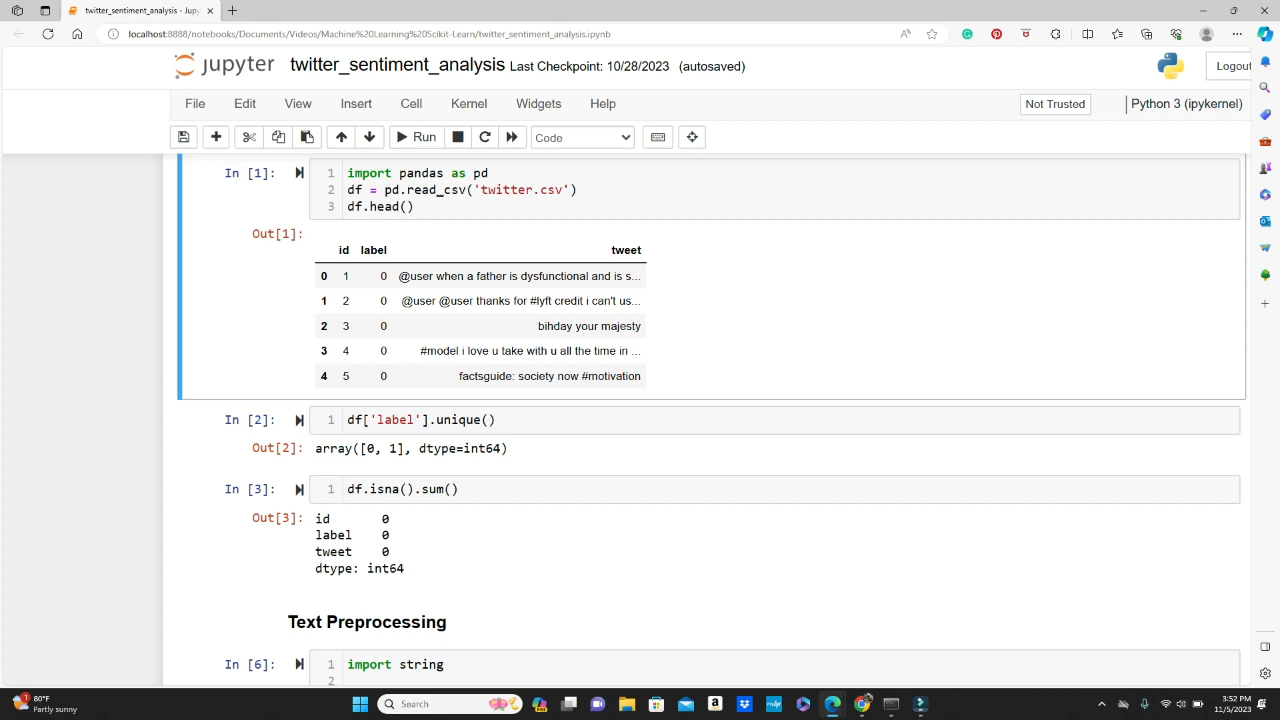 twitter_sentiment_analysis - Jupy
localhost:8888/notebooks/Documents/Videos/Machine%20Learning%20Scikit-Learn/twitter_sentiment_analysis.ipynb
jupyter twitter_sentiment_analysis Last Checkpoint: 10/28/2023 (autosaved)
Logout
File Edit View Insert Cell Kernel Widgets Help
Not Trusted
Python 3 (ipykernel)
Run
Code
In [1]:
1 import pandas as pd
2 df = pd.read_csv('twitter.csv')
3 df.head()
Out[1]:
id label tweet
0 1 0 @user when a father is dysfunctional and is s...
1 2 0 @user @user thanks for #lyft credit i can't us...
2 3 0 bihday your majesty
3 4 0 #model i love u take with u all the time in ...
4 5 0 factsguide: society now #motivation
In [2]: 1 df['label'].unique()
Out[2]: array([0, 1], dtype=int64)
In [3]: 1 df.isna().sum()
Out[3]: id 0
label 0
tweet 0
dtype: int64
Text Preprocessing
In [6]: 1 import string
2
1
80°F
Partly sunny
Search
3:52 PM
11/5/2023